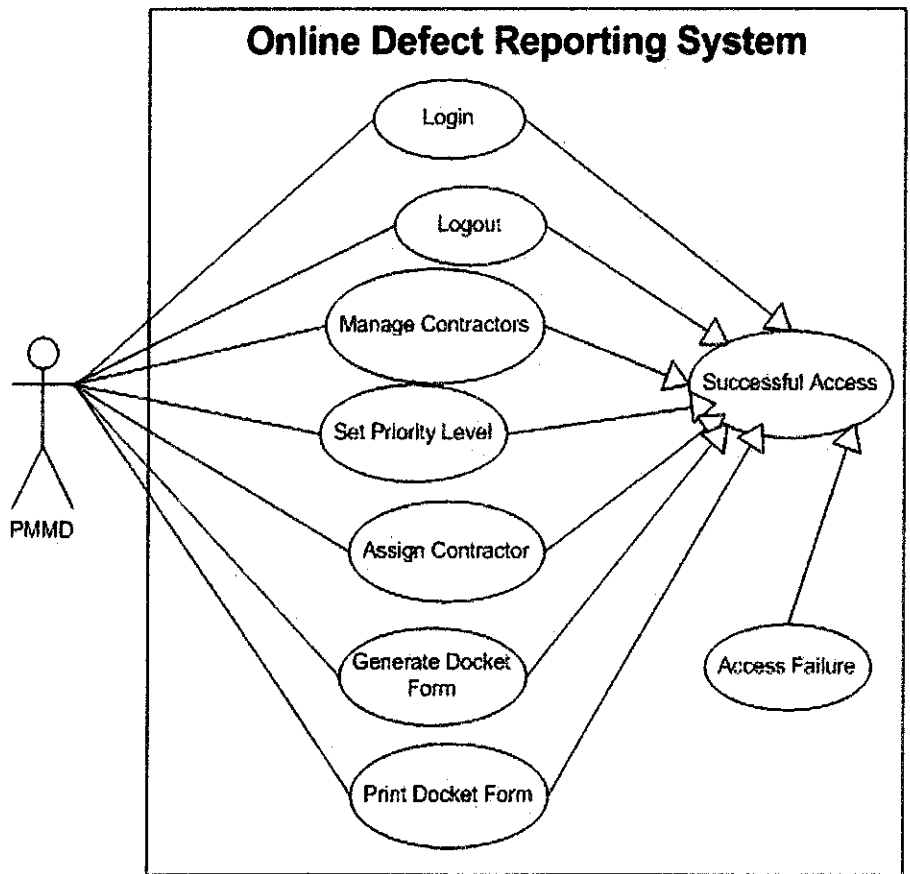 Online Defect Reporting System
Login
Logout
Manage Contractors
Successful Access
Set Priority Level
PMMD
Assign Contractor
Generate Docket
Form
Access Failure
Print Docket Form